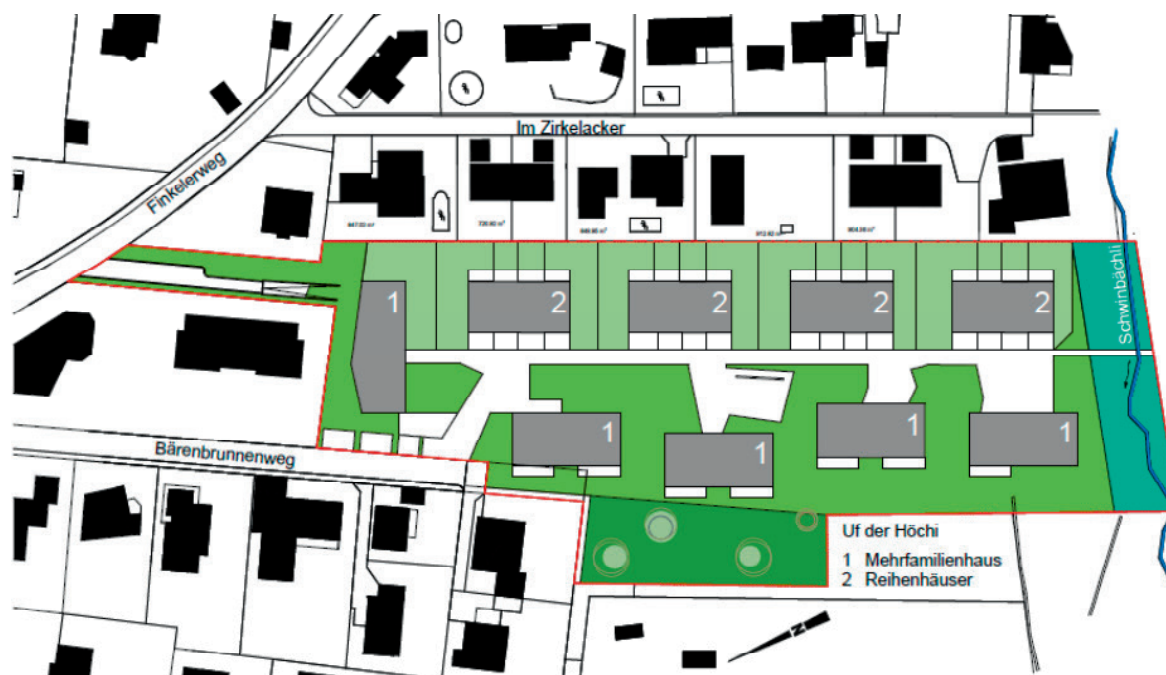 Im Zirkelacker
Finkelerweg
1
2
2
2
2
Schwinbächli
1
1
1
1
Bärenbrunnenweg
Uf der Höchi
1 Mehrfamilienhaus
2 Reihenhäuser
N